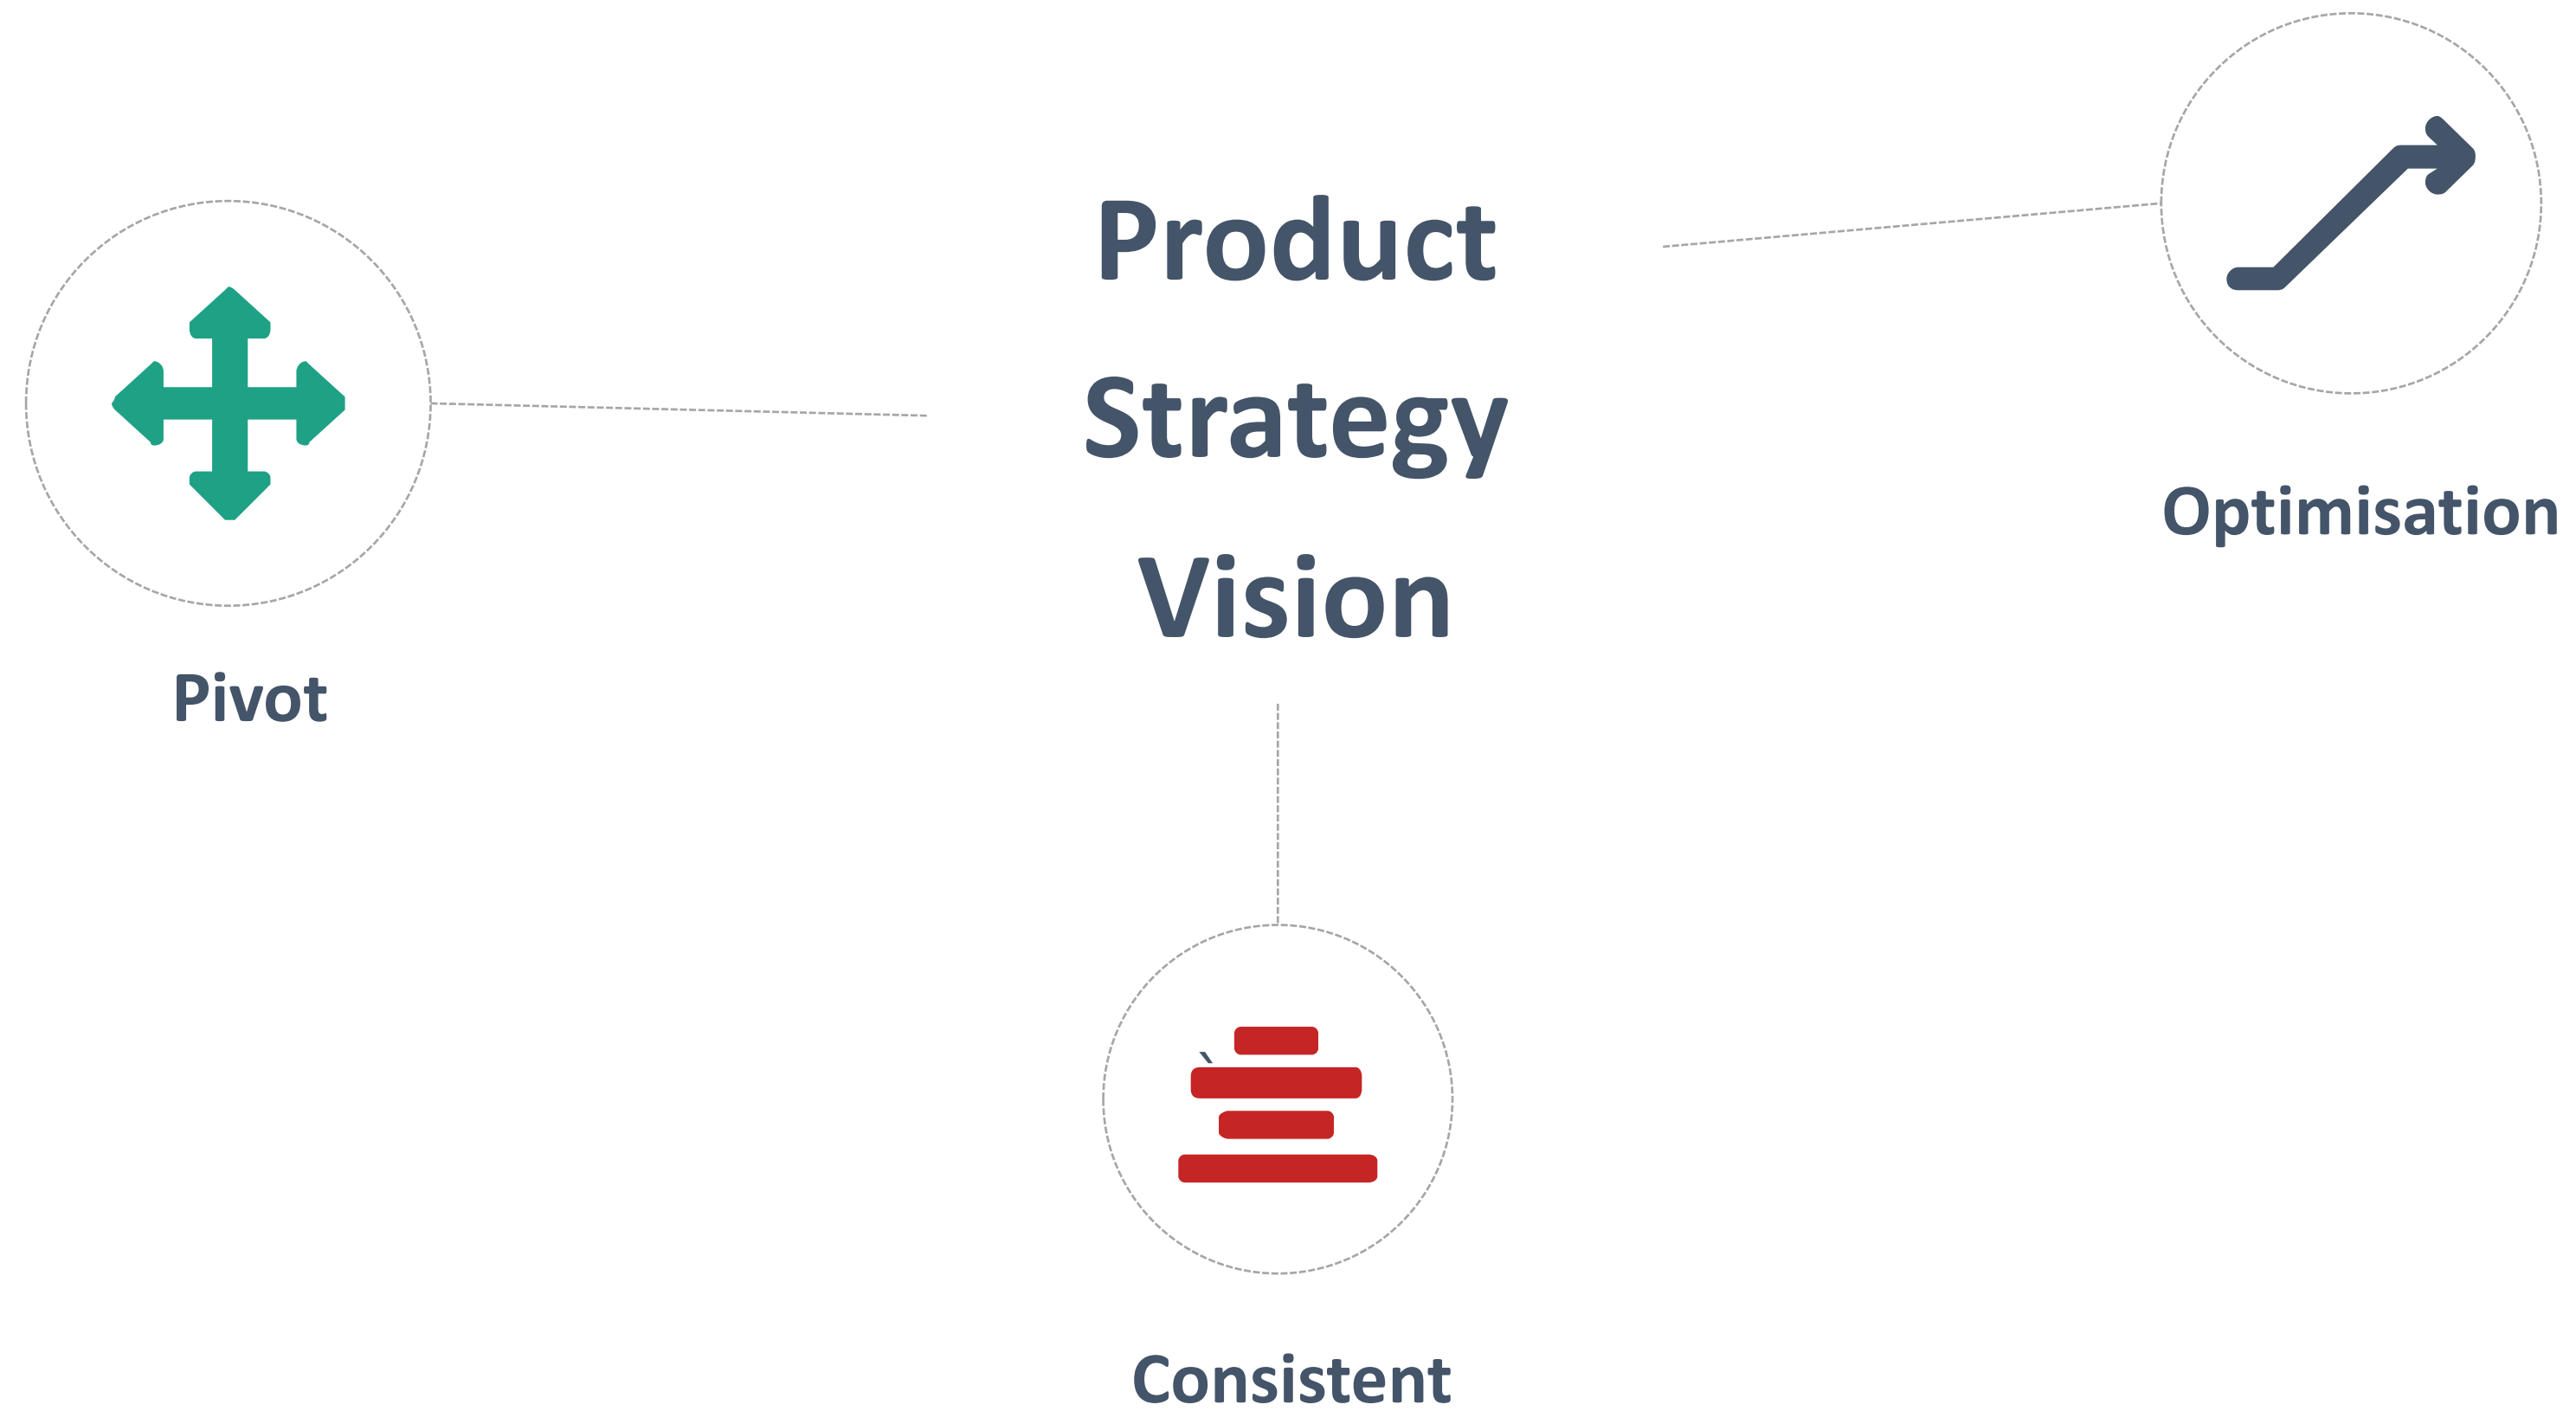 Product
Strategy
Vision
Pivot
Optimisation
`
Consistent